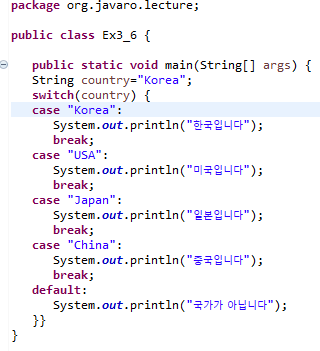 package org.javaro.lecture;
public class Ex3_6 {
public static void main(String[] args) {
String country="Korea";
switch(country) {
case "Korea":
System.out.println("한국입니다");
break;
case "USA":
System.out.println("미국입니다");
break;
case "Japan":
System.out.println("일본입니다");
break;
case "China":
System.out.println("중국입니다");
break;
default:
System.out.println("국가가 아닙니다");
}}
}